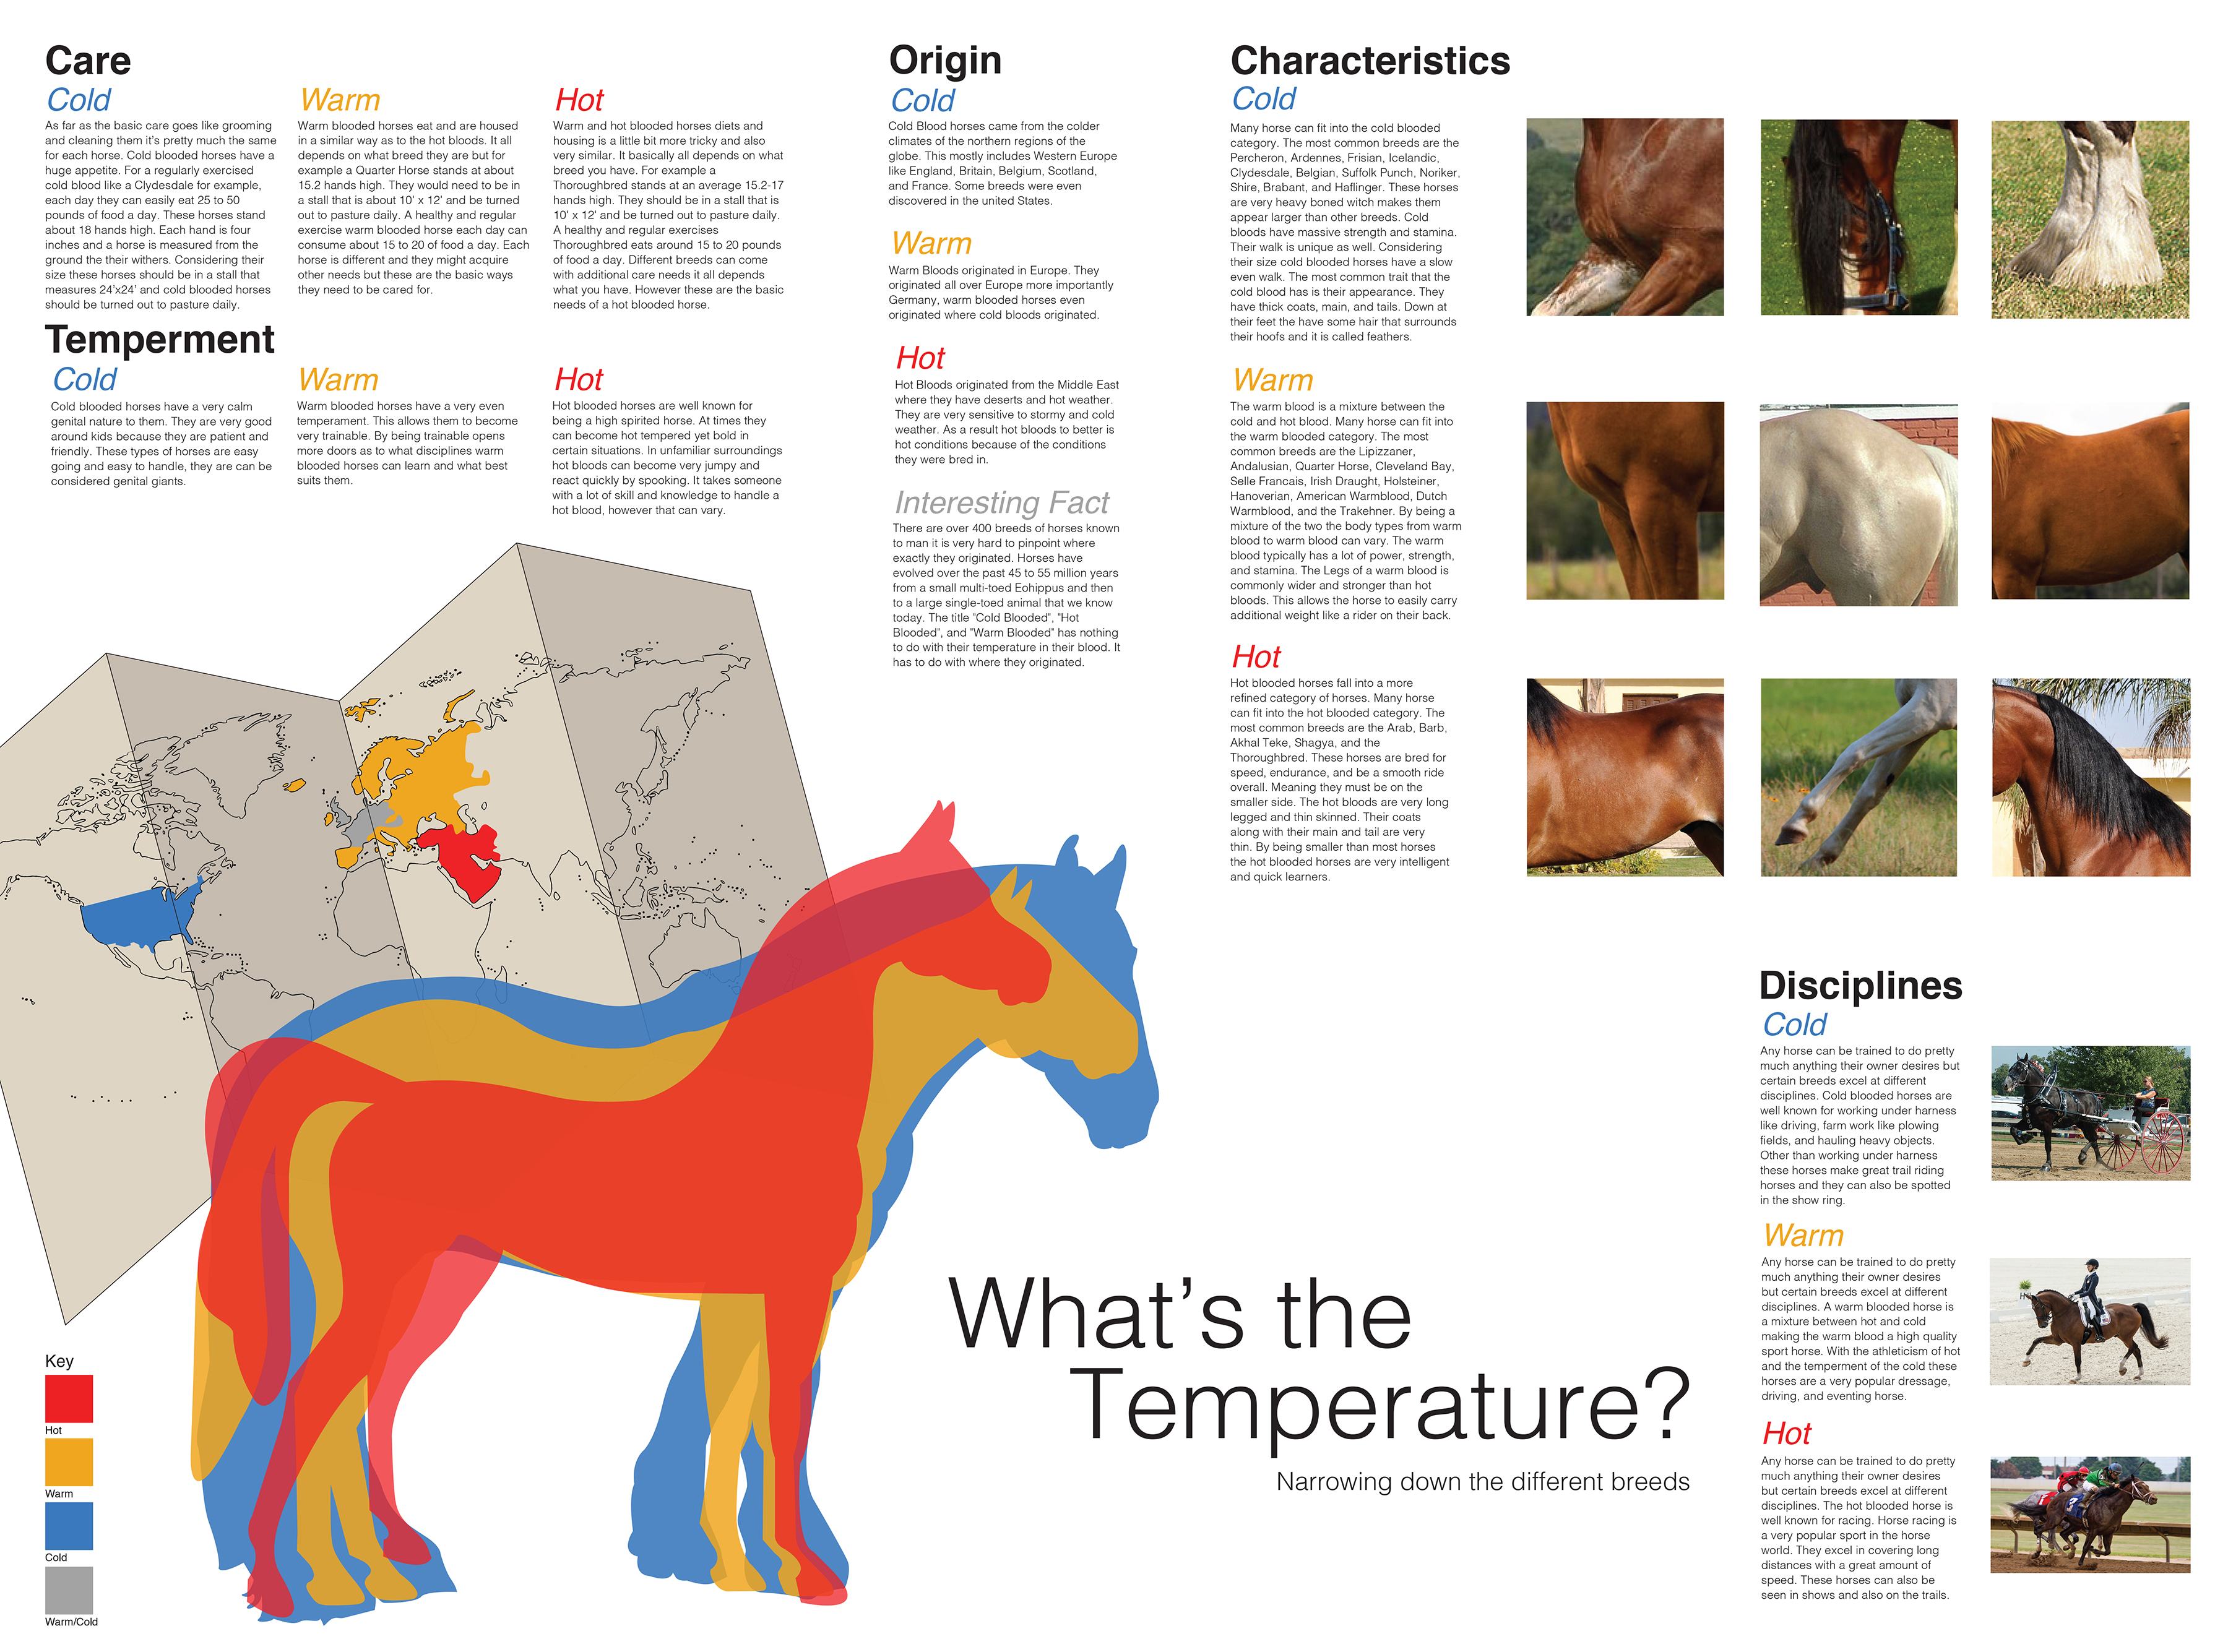 Care
Cold
As far as the basic care goes like grooming
and cleaning them it's pretty much the same
for each horse. Cold blooded horses have a
huge appetite. For a regularly exercised
cold blood like a Clydesdale for example,
each day they can easily eat 25 to 50
pounds of food a day. These horses stand
about 18 hands high. Each hand is four
inches and a horse is measured from the
ground the their withers. Considering their
size these horses should be in a stall that
measures 24'x24' and cold blooded horses
should be turned out to pasture daily.
Warm
Warm blooded horses eat and are housed
in a similar way as to the hot bloods. It all
depends on what breed they are but for
example a Quarter Horse stands at about
15.2 hands high. They would need to be in
a stall that is about 10' x 12' and be turned
out to pasture daily. A healthy and regular
exercise warm blooded horse each day can
consume about 15 to 20 of food a day. Each
horse is different and they might acquire
other needs but these are the basic ways
they need to be cared for.
Hot
Warm and hot blooded horses diets and
housing is a little bit more tricky and also
very similar. It basically all depends on what
breed you have. For example a
Thoroughbred stands at an average 15.2-17
hands high. They should be in a stall that is
10' x 12' and be turned out to pasture daily.
A healthy and regular exercises
Thoroughbred eats around 15 to 20 pounds
of food a day. Different breeds can come
with additional care needs it all depends
what you have. However these are the basic
needs of a hot blooded horse.
Temperment
Cold
Cold blooded horses have a very calm
genital nature to them. They are very good
around kids because they are patient and
friendly. These types of horses are easy
going and easy to handle, they are can be
considered genital giants.
Warm
Warm blooded horses have a very even
temperament. This allows them to become
very trainable. By being trainable opens
more doors as to what disciplines warm
blooded horses can learn and what best
suits them.
Hot
Hot blooded horses are well known for
being a high spirited horse. At times they
can become hot tempered yet bold in
certain situations. In unfamiliar surroundings
hot bloods can become very jumpy and
react quickly by spooking. It takes someone
with a lot of skill and knowledge to handle a
hot blood, however that can vary.
Origin
Cold
Cold Blood horses came from the colder
climates of the northern regions of the
globe. This mostly includes Western Europe
like England, Britain, Belgium, Scotland,
and France. Some breeds were even
discovered in the united States.
Warm
Warm Bloods originated in Europe. They
originated all over Europe more importantly
Germany, warm blooded horses even
originated where cold bloods originated.
Hot
Hot Bloods originated from the Middle East
where they have deserts and hot weather.
They are very sensitive to stormy and cold
weather. As a result hot bloods to better is
hot conditions because of the conditions
they were bred in.
Interesting Fact
There are over 400 breeds of horses known
to man it is very hard to pinpoint where
exactly they originated. Horses have
evolved over the past 45 to 55 million years
from a small multi-toed Eohippus and then
to a large single-toed animal that we know
today. The title "Cold Blooded", "Hot
Blooded", and "Warm Blooded" has nothing
to do with their temperature in their blood. It
has to do with where they originated.
Characteristics
Cold
Many horse can fit into the cold blooded
category. The most common breeds are the
Percheron, Ardennes, Frisian, Icelandic,
Clydesdale, Belgian, Suffolk Punch, Noriker,
Shire, Brabant, and Haflinger. These horses
are very heavy boned witch makes them
appear larger than other breeds. Cold
bloods have massive strength and stamina.
Their walk is unique as well. Considering
their size cold blooded horses have a slow
even walk. The most common trait that the
cold blood has is their appearance. They
have thick coats, main, and tails. Down at
their feet the have some hair that surrounds
their hoofs and it is called feathers.
Warm
The warm blood is a mixture between the
cold and hot blood. Many horse can fit into
the warm blooded category. The most
common breeds are the Lipizzaner,
Andalusian, Quarter Horse, Cleveland Bay,
Selle Francais, Irish Draught, Holsteiner,
Hanoverian, American Warmblood, Dutch
Warmblood, and the Trakehner. By being a
mixture of the two the body types from warm
blood to warm blood can vary. The warm
blood typically has a lot of power, strength,
and stamina. The Legs of a warm blood is
commonly wider and stronger than hot
bloods. This allows the horse to easily carry
additional weight like a rider on their back.
Hot
Hot blooded horses fall into a more
refined category of horses. Many horse
can fit into the hot blooded category. The
most common breeds are the Arab, Barb,
Akhal Teke, Shagya, and the
Thoroughbred. These horses are bred for
speed, endurance, and be a smooth ride
overall. Meaning they must be on the
smaller side. The hot bloods are very long
legged and thin skinned. Their coats
along with their main and tail are very
thin. By being smaller than most horses
the hot blooded horses are very intelligent
and quick learners.
Disciplines
Cold
Any horse can be trained to do pretty
much anything their owner desires but
certain breeds excel at different
disciplines. Cold blooded horses are
well known for working under harness
like driving, farm work like plowing
fields, and hauling heavy objects.
Other than working under harness
these horses make great trail riding
horses and they can also be spotted
in the show ring.
Warm
Any horse can be trained to do pretty
much anything their owner desires
but certain breeds excel at different
disciplines. A warm blooded horse is
a mixture between hot and cold
making the warm blood a high quality
sport horse. With the athleticism of hot
and the temperment of the cold these
horses are a very popular dressage,
driving, and eventing horse.
Hot
Any horse can be trained to do pretty
much anything their owner desires
but certain breeds excel at different
disciplines. The hot blooded horse is
well known for racing. Horse racing is
a very popular sport in the horse
world. They excel in covering long
distances with a great amount of
speed. These horses can also be
seen in shows and also on the trails.
What's the
Temperature?
Narrowing down the different breeds
Key
Hot
Warm
Cold
Warm/Cold
H
3